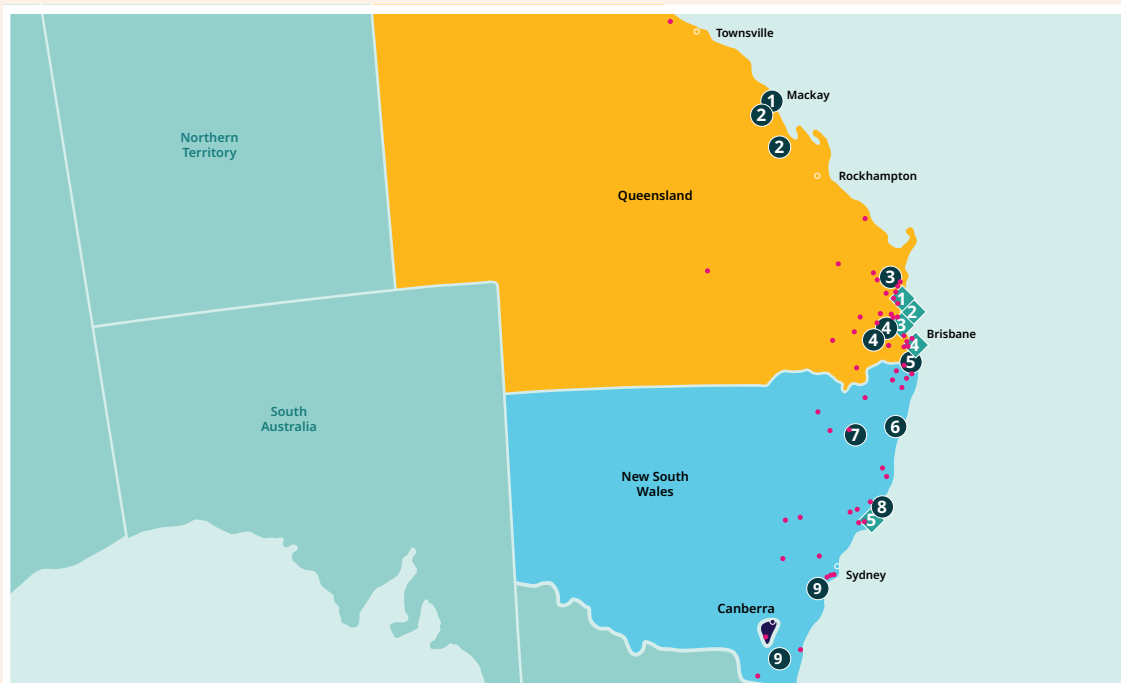 Townsville
1
Mackay
2
Northern
Territory
2
Rockhampton
Queensland
3
1
2
3
4
Brisbane
4
4
5
South
Australia
6
7
New South
Wales
8
5
Sydney
9
Canberra
9